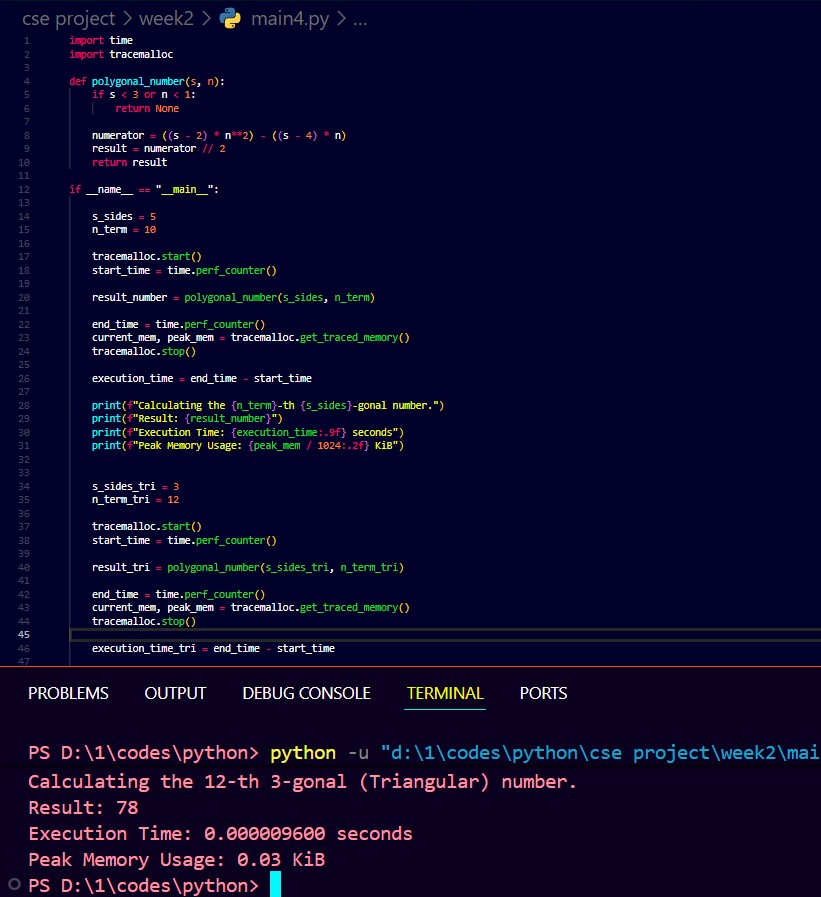 cse project > week2 > main4.py > ...
1 import time
2 import tracemalloc
3
4 def polygonal_number(s, n):
5     if s < 3 or n < 1:
6         return None
7
8     numerator = ((s - 2) * n**2) - ((s - 4) * n)
9     result = numerator // 2
10     return result
11
12 if __name__ == "__main__":
13
14     s_sides = 5
15     n_term = 10
16
17     tracemalloc.start()
18     start_time = time.perf_counter()
19
20     result_number = polygonal_number(s_sides, n_term)
21
22     end_time = time.perf_counter()
23     current_mem, peak_mem = tracemalloc.get_traced_memory()
24     tracemalloc.stop()
25
26     execution_time = end_time - start_time
27
28     print(f"Calculating the {n_term}-th {s_sides}-gonal number.")
29     print(f"Result: {result_number}")
30     print(f"Execution Time: {execution_time:.9f} seconds")
31     print(f"Peak Memory Usage: {peak_mem / 1024:.2f} KiB")
32
33
34     s_sides_tri = 3
35     n_term_tri = 12
36
37     tracemalloc.start()
38     start_time = time.perf_counter()
39
40     result_tri = polygonal_number(s_sides_tri, n_term_tri)
41
42     end_time = time.perf_counter()
43     current_mem, peak_mem = tracemalloc.get_traced_memory()
44     tracemalloc.stop()
45
46     execution_time_tri = end_time - start_time
47
PROBLEMS OUTPUT DEBUG CONSOLE TERMINAL PORTS
PS D:\1\codes\python> python -u "d:\1\codes\python\cse project\week2\mai
Calculating the 12-th 3-gonal (Triangular) number.
Result: 78
Execution Time: 0.000009600 seconds
Peak Memory Usage: 0.03 KiB
PS D:\1\codes\python>